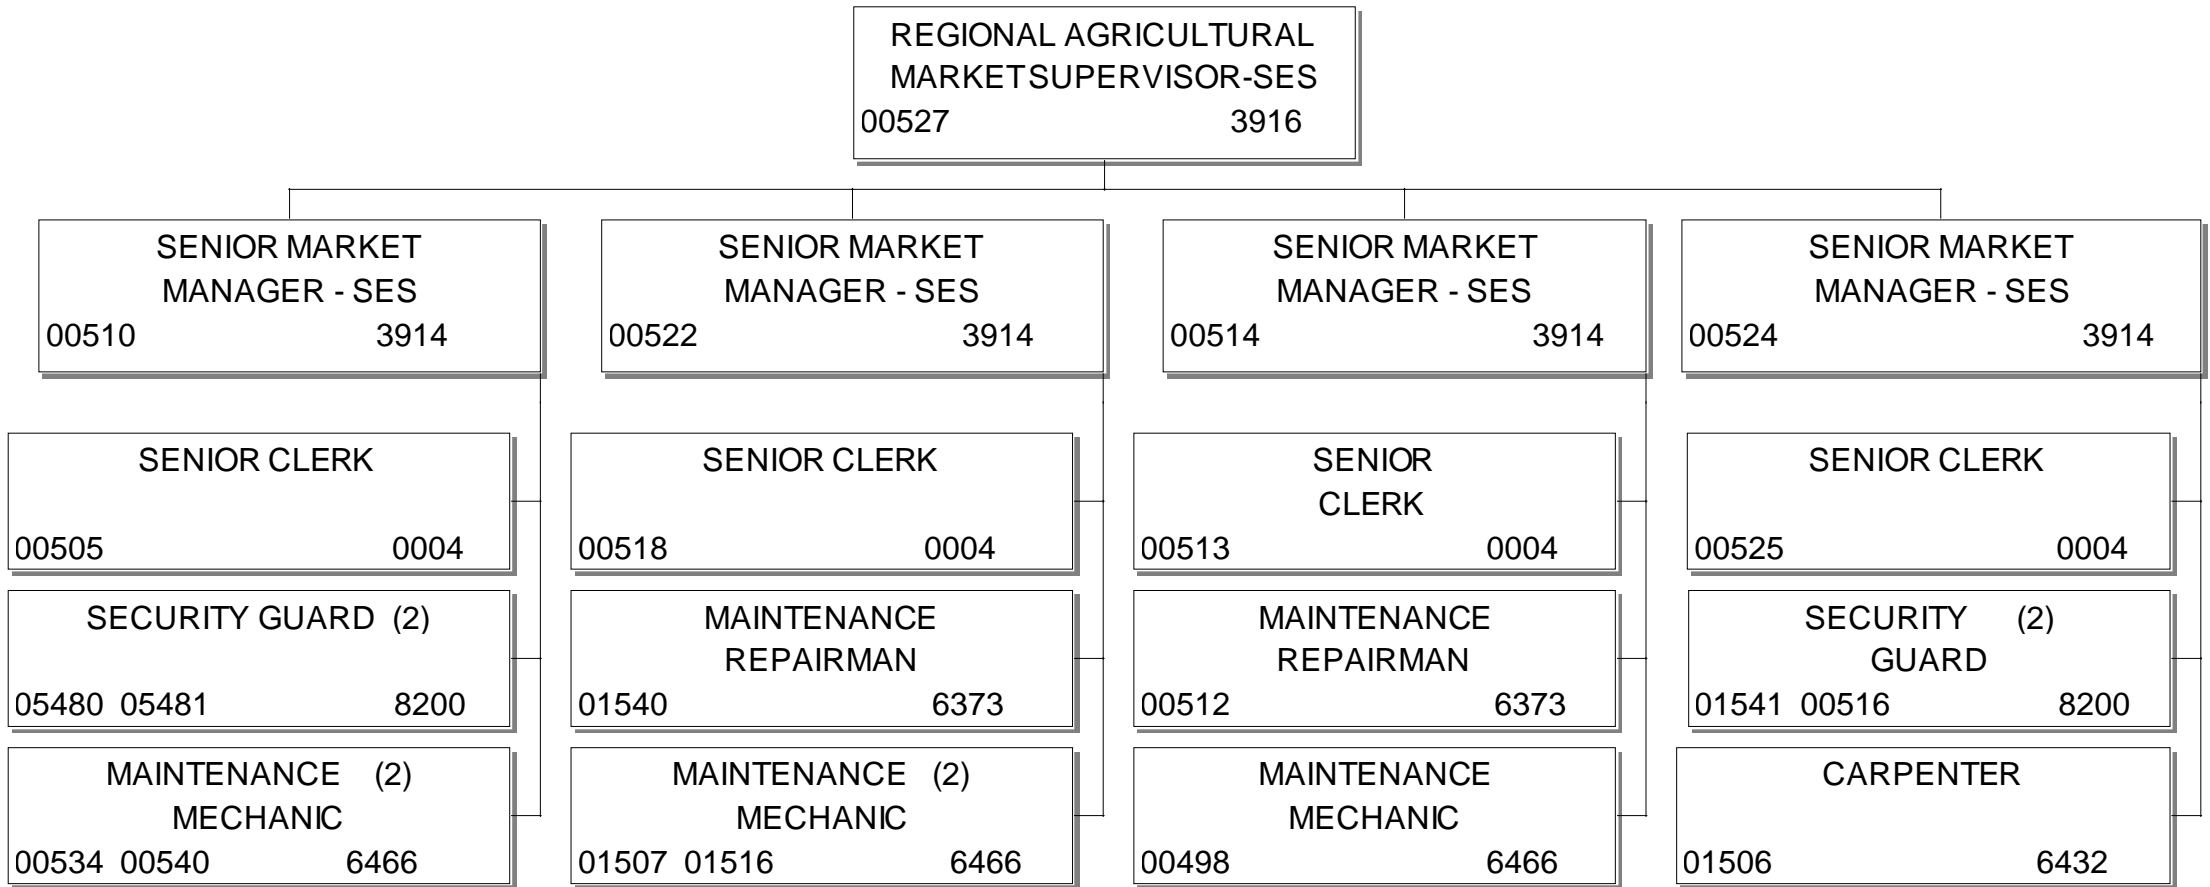 REGIONAL AGRICULTURAL
MARKET SUPERVISOR-SES
00527 3916
SENIOR MARKET
MANAGER - SES
00510 3914
SENIOR MARKET
MANAGER - SES
00522 3914
SENIOR MARKET
MANAGER - SES
00514 3914
SENIOR MARKET
MANAGER - SES
00524 3914
SENIOR CLERK
00505 0004
SENIOR CLERK
00518 0004
SENIOR
CLERK
00513 0004
SENIOR CLERK
00525 0004
SECURITY GUARD (2)
05480 05481 8200
MAINTENANCE
REPAIRMAN
01540 6373
MAINTENANCE
REPAIRMAN
00512 6373
SECURITY (2)
GUARD
01541 00516 8200
MAINTENANCE (2)
MECHANIC
00534 00540 6466
MAINTENANCE (2)
MECHANIC
01507 01516 6466
MAINTENANCE
MECHANIC
00498 6466
CARPENTER
01506 6432